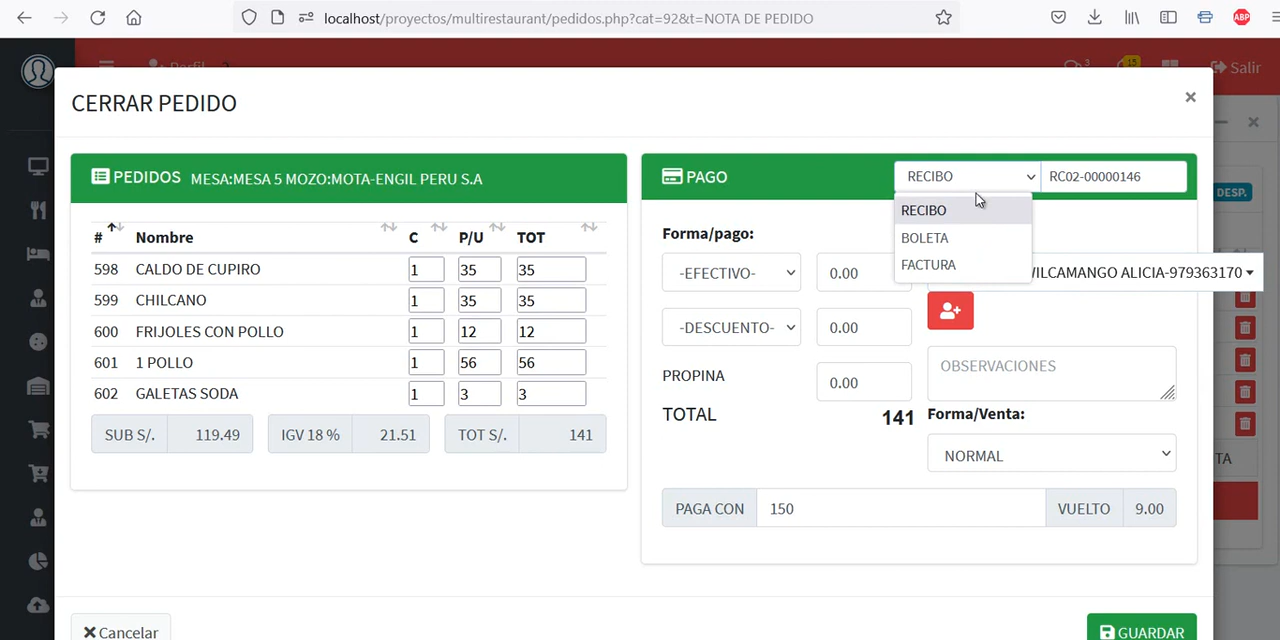 localhost/proyectos/multirestaurant/pedidos.php?cat=92&t=NOTA DE PEDIDO
ABP
Perfil
3
15
Salir
CERRAR PEDIDO
×
PEDIDOS MESA:MESA 5 MOZO:MOTA-ENGIL PERU S.A
# Nombre C P/U TOT
598 CALDO DE CUPIRO 1 35 35
599 CHILCANO 1 35 35
600 FRIJOLES CON POLLO 1 12 12
601 1 POLLO 1 56 56
602 GALETAS SODA 1 3 3
SUB S/. 119.49 IGV 18 % 21.51 TOT S/. 141
PAGO RECIBO RC02-00000146
RECIBO
BOLETA
FACTURA
Forma/pago:
-EFECTIVO- 0.00 VILCAMANGO ALICIA-979363170
-DESCUENTO- 0.00
PROPINA 0.00 OBSERVACIONES
TOTAL 141 Forma/Venta:
NORMAL
PAGA CON 150 VUELTO 9.00
DESP.
TA
Cancelar GUARDAR